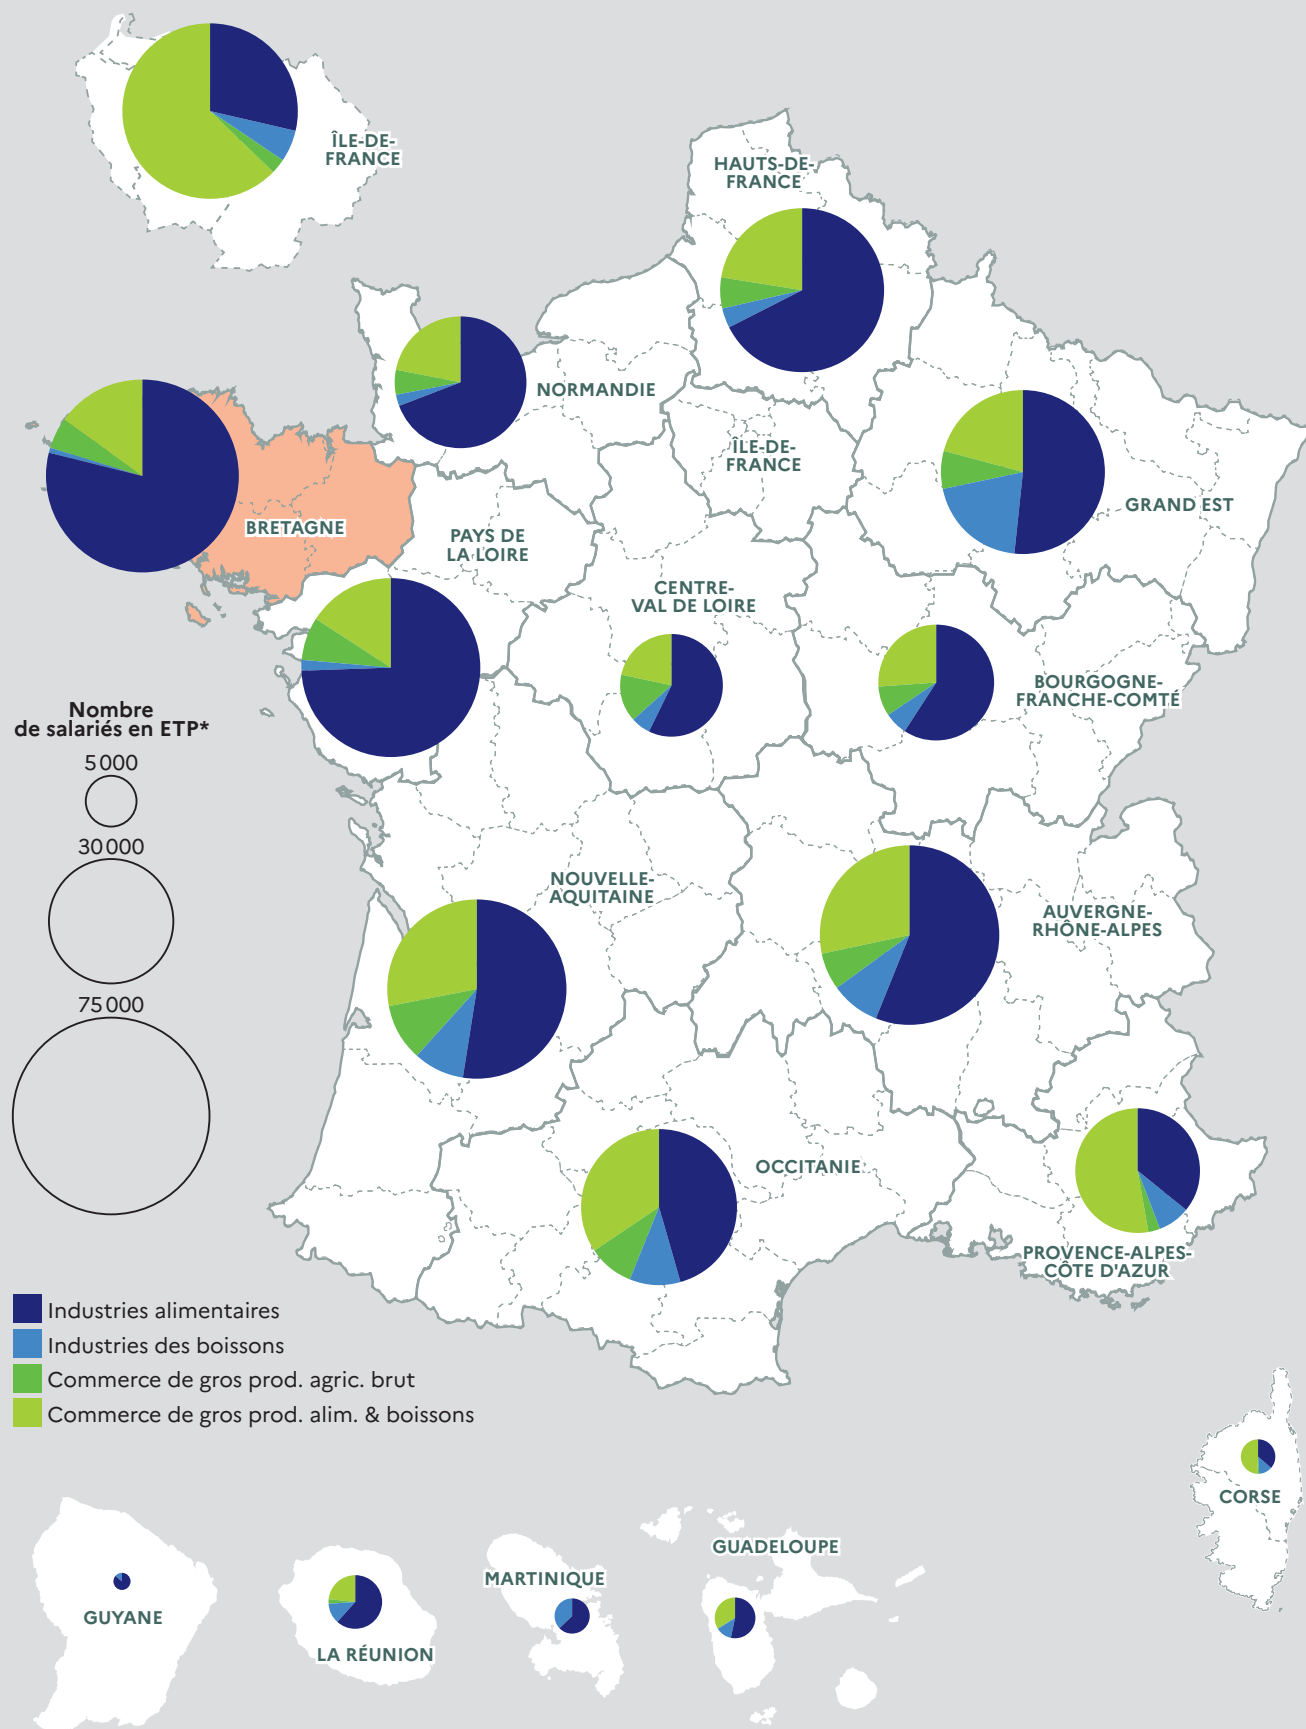 ÎLE-DE-
FRANCE
HAUTS-DE-
FRANCE
NORMANDIE
ÎLE-DE-
FRANCE
GRAND EST
BRETAGNE
PAYS DE
LA LOIRE
CENTRE-
VAL DE LOIRE
BOURGOGNE-
FRANCHE-COMTÉ
Nombre
de salariés en ETP*
5 000
30 000
75 000
NOUVELLE-
AQUITAINE
AUVERGNE-
RHÔNE-ALPES
OCCITANIE
PROVENCE-ALPES-
CÔTE D'AZUR
Industries alimentaires
Industries des boissons
Commerce de gros prod. agric. brut
Commerce de gros prod. alim. & boissons
CORSE
GUYANE
LA RÉUNION
MARTINIQUE
GUADELOUPE